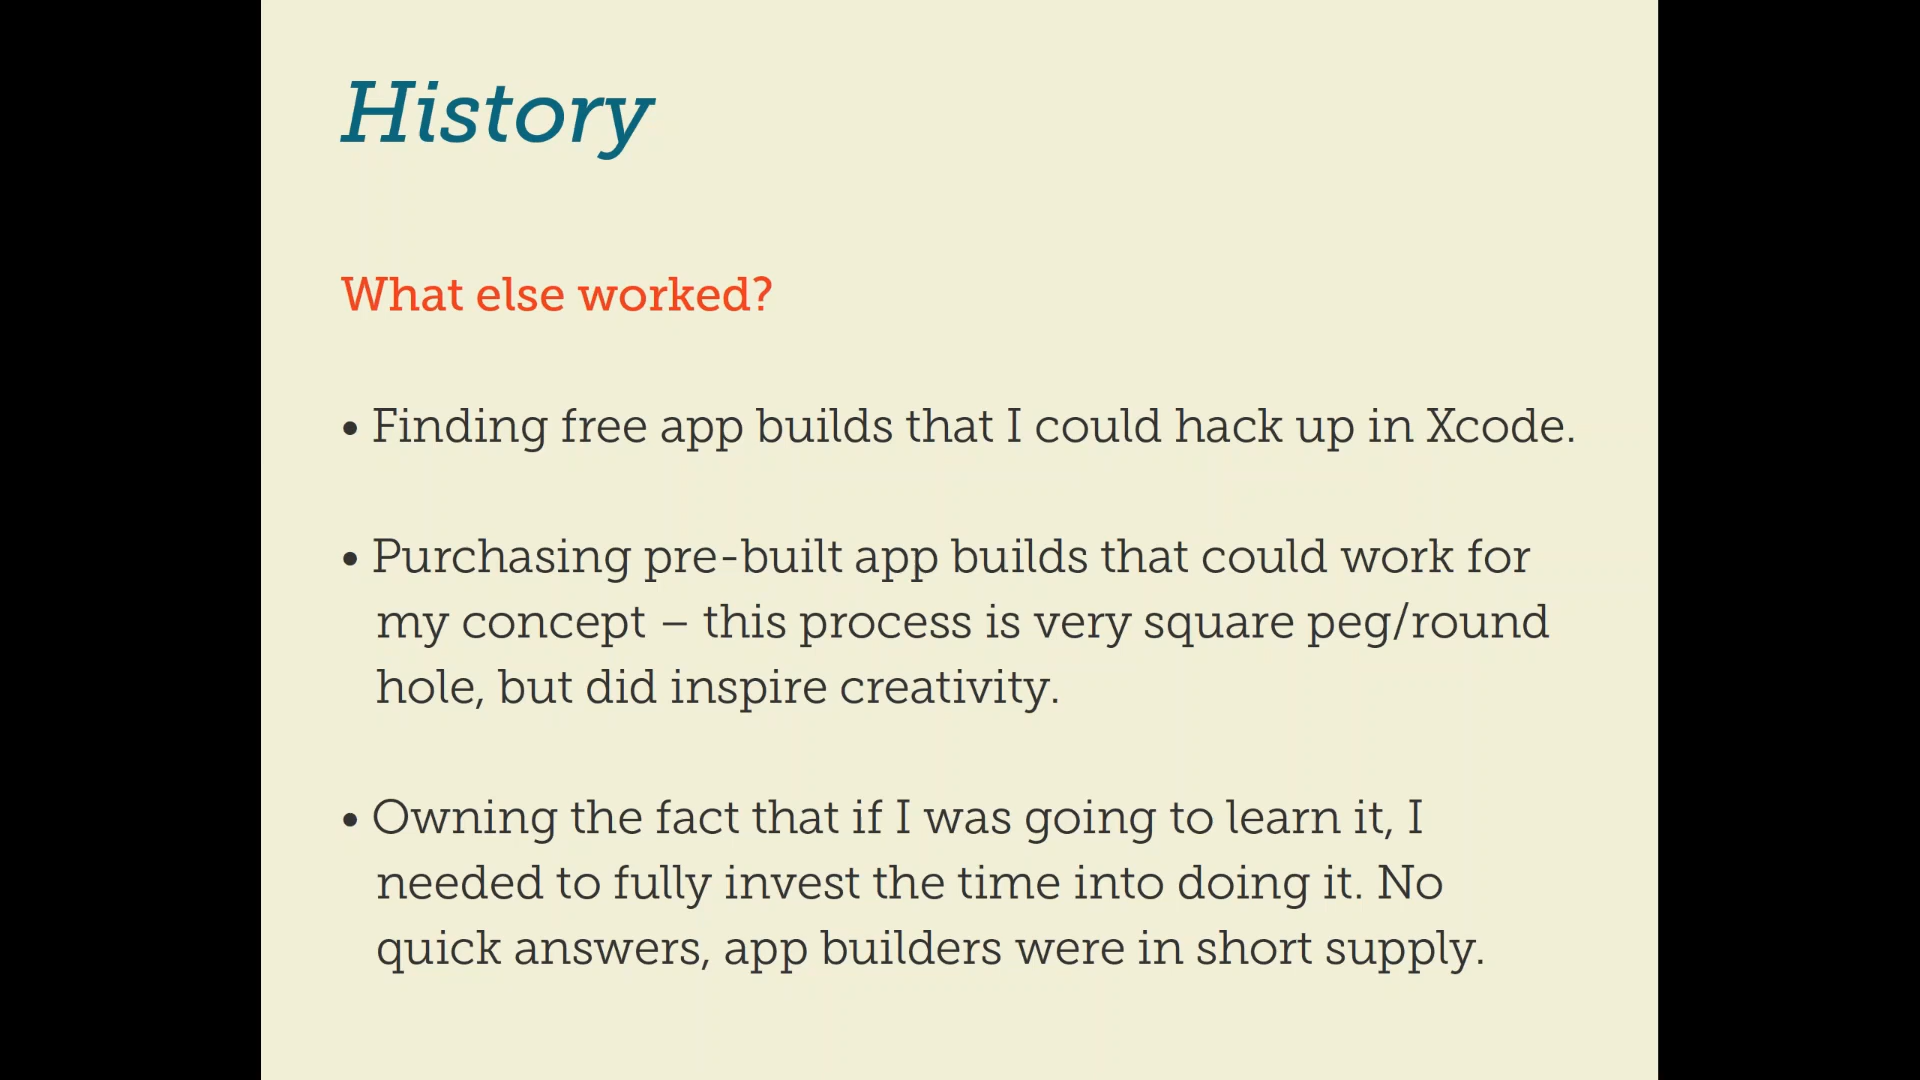 History
What else worked?
• Finding free app builds that I could hack up in Xcode.
• Purchasing pre-built app builds that could work for
my concept – this process is very square peg/round
hole, but did inspire creativity.
• Owning the fact that if I was going to learn it, I
needed to fully invest the time into doing it. No
quick answers, app builders were in short supply.